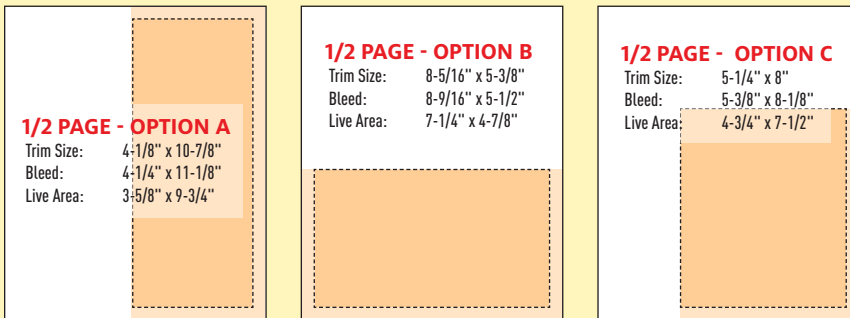 1/2 PAGE - OPTION A
Trim Size: 4-1/8" x 10-7/8"
Bleed: 4-1/4" x 11-1/8"
Live Area: 3-5/8" x 9-3/4"
1/2 PAGE - OPTION B
Trim Size: 8-5/16" x 5-3/8"
Bleed: 8-9/16" x 5-1/2"
Live Area: 7-1/4" x 4-7/8"
1/2 PAGE - OPTION C
Trim Size: 5-1/4" x 8"
Bleed: 5-3/8" x 8-1/8"
Live Area: 4-3/4" x 7-1/2"